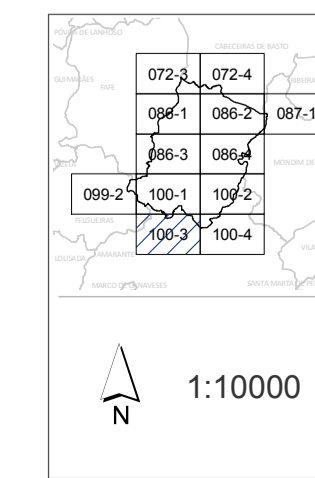 PÓVOA DE LANHOSO
CABECEIRAS DE BASTO
072-3 072-4
GUIMARÃES
FAFE
RIBEIRA
086-1 086-2 087-1
086-3 086-4
MONDIM DE
099-2 100-1 100-2
FELGUEIRAS
100-3 100-4
LOUSADA
AMARANTE
VILA
MARCO DE CANAVESES
SANTA MARTA DE PE
N
1:10000